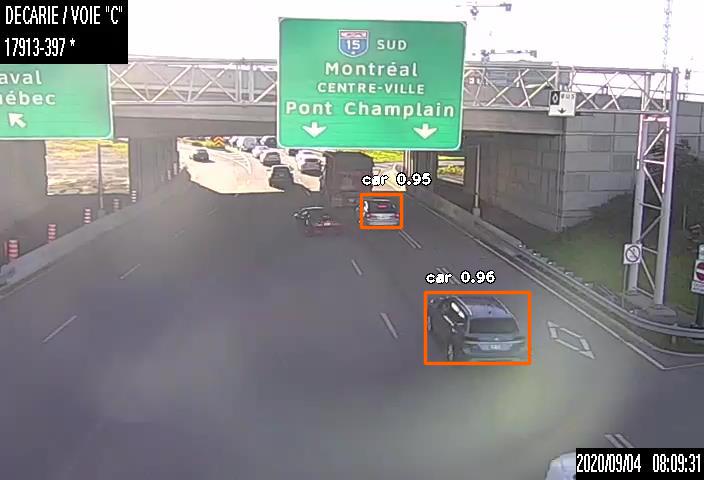 DECARIE / VOIE "C"
17913-397 *
aval
ébec
15 SUD
Montréal
CENTRE-VILLE
Pont Champlain
car 0.95
car 0.96
2020/09/04 08:09:31